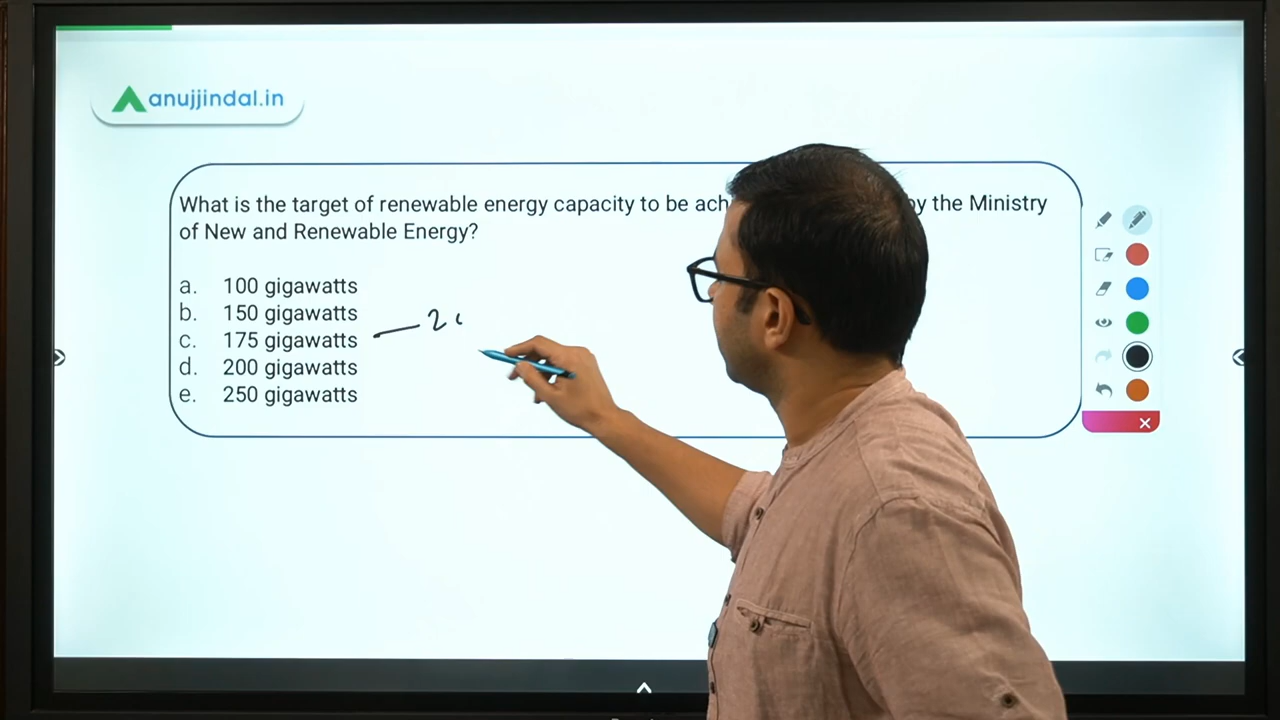 anujjindal.in
What is the target of renewable energy capacity to be ach by the Ministry
of New and Renewable Energy?
a. 100 gigawatts
b. 150 gigawatts
c. 175 gigawatts
d. 200 gigawatts
e. 250 gigawatts